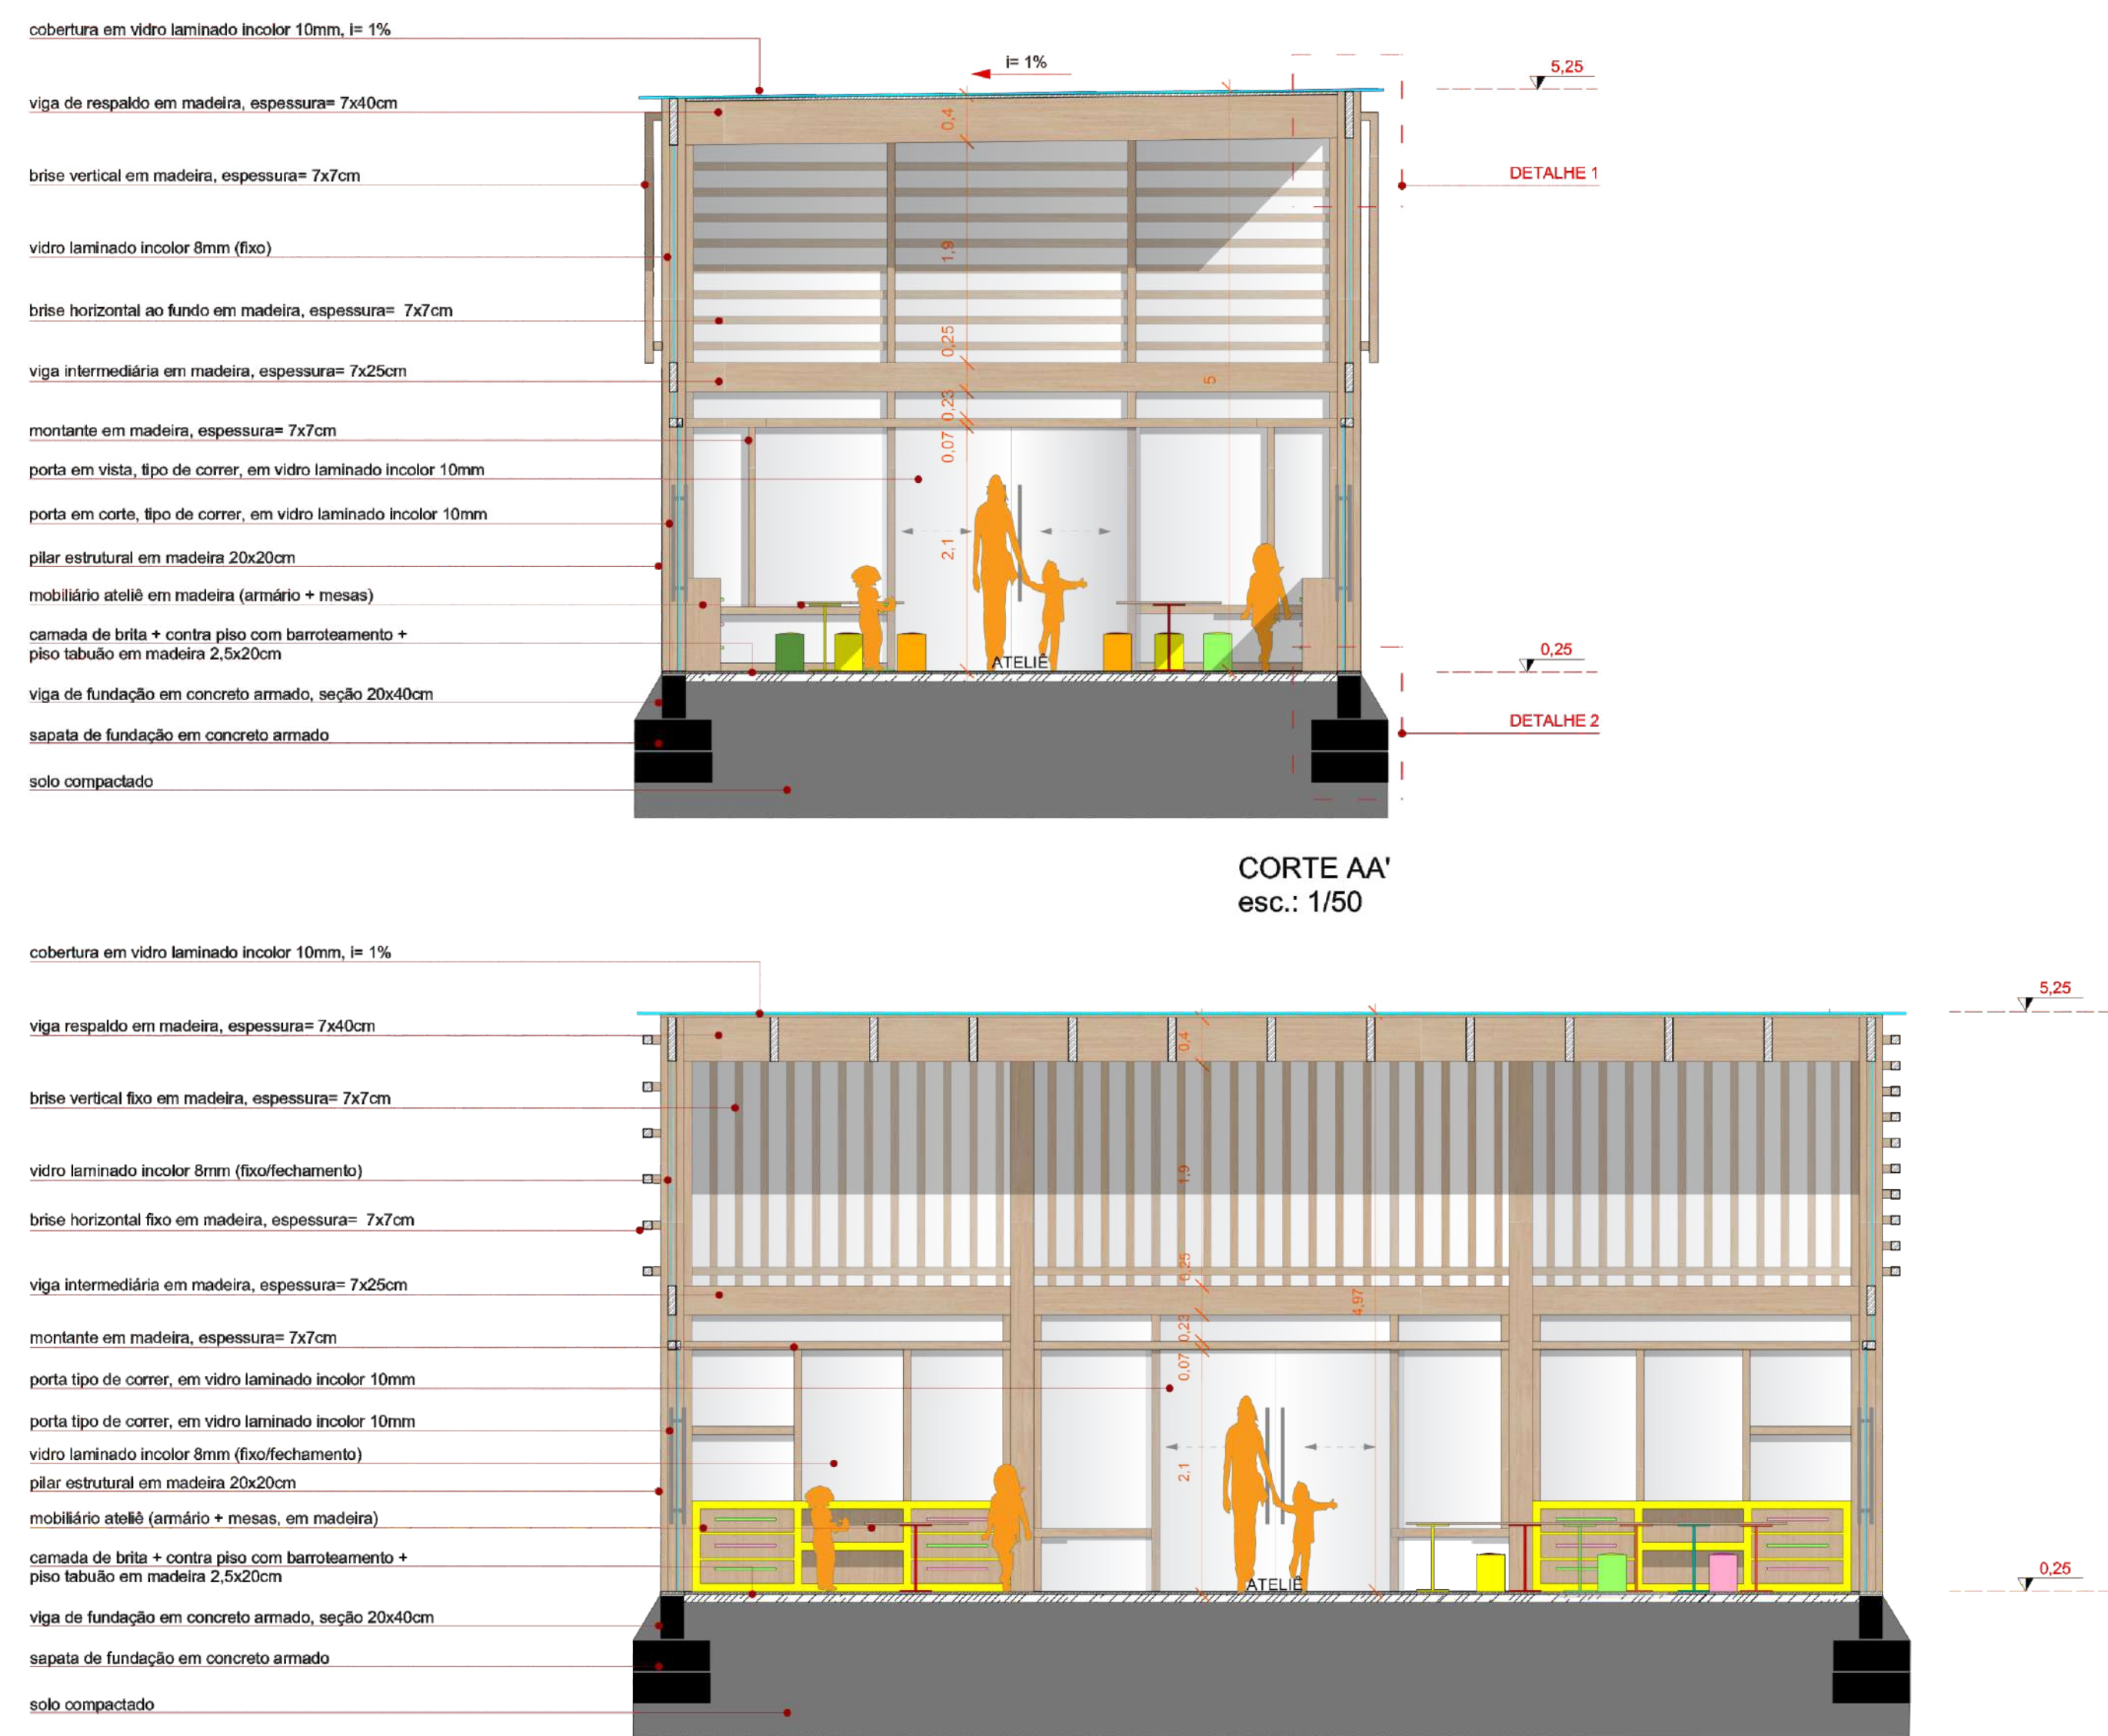 cobertura em vidro laminado incolor 10mm, i= 1%
i= 1%
5,25
viga de respaldo em madeira, espessura= 7x40cm
0,4
brise vertical em madeira, espessura= 7x7cm
DETALHE 1
vidro laminado incolor 8mm (fixo)
1,9
brise horizontal ao fundo em madeira, espessura=  7x7cm
0,25
viga intermediária em madeira, espessura= 7x25cm
5
0,23
montante em madeira, espessura= 7x7cm
0,07
porta em vista, tipo de correr, em vidro laminado incolor 10mm
porta em corte, tipo de correr, em vidro laminado incolor 10mm
2,1
pilar estrutural em madeira 20x20cm
mobiliário ateliê em madeira (armário + mesas)
camada de brita + contra piso com barroteamento +
piso tabuão em madeira 2,5x20cm
ATELIÊ
0,25
viga de fundação em concreto armado, seção 20x40cm
sapata de fundação em concreto armado
DETALHE 2
solo compactado
CORTE AA'
esc.: 1/50
cobertura em vidro laminado incolor 10mm, i= 1%
5,25
viga respaldo em madeira, espessura= 7x40cm
0,4
brise vertical fixo em madeira, espessura= 7x7cm
vidro laminado incolor 8mm (fixo/fechamento)
1,9
brise horizontal fixo em madeira, espessura=  7x7cm
0,25
viga intermediária em madeira, espessura= 7x25cm
4,97
0,23
montante em madeira, espessura= 7x7cm
0,07
porta tipo de correr, em vidro laminado incolor 10mm
porta tipo de correr, em vidro laminado incolor 10mm
vidro laminado incolor 8mm (fixo/fechamento)
2,1
pilar estrutural em madeira 20x20cm
mobiliário ateliê (armário + mesas, em madeira)
camada de brita + contra piso com barroteamento +
piso tabuão em madeira 2,5x20cm
ATELIÊ
0,25
viga de fundação em concreto armado, seção 20x40cm
sapata de fundação em concreto armado
solo compactado